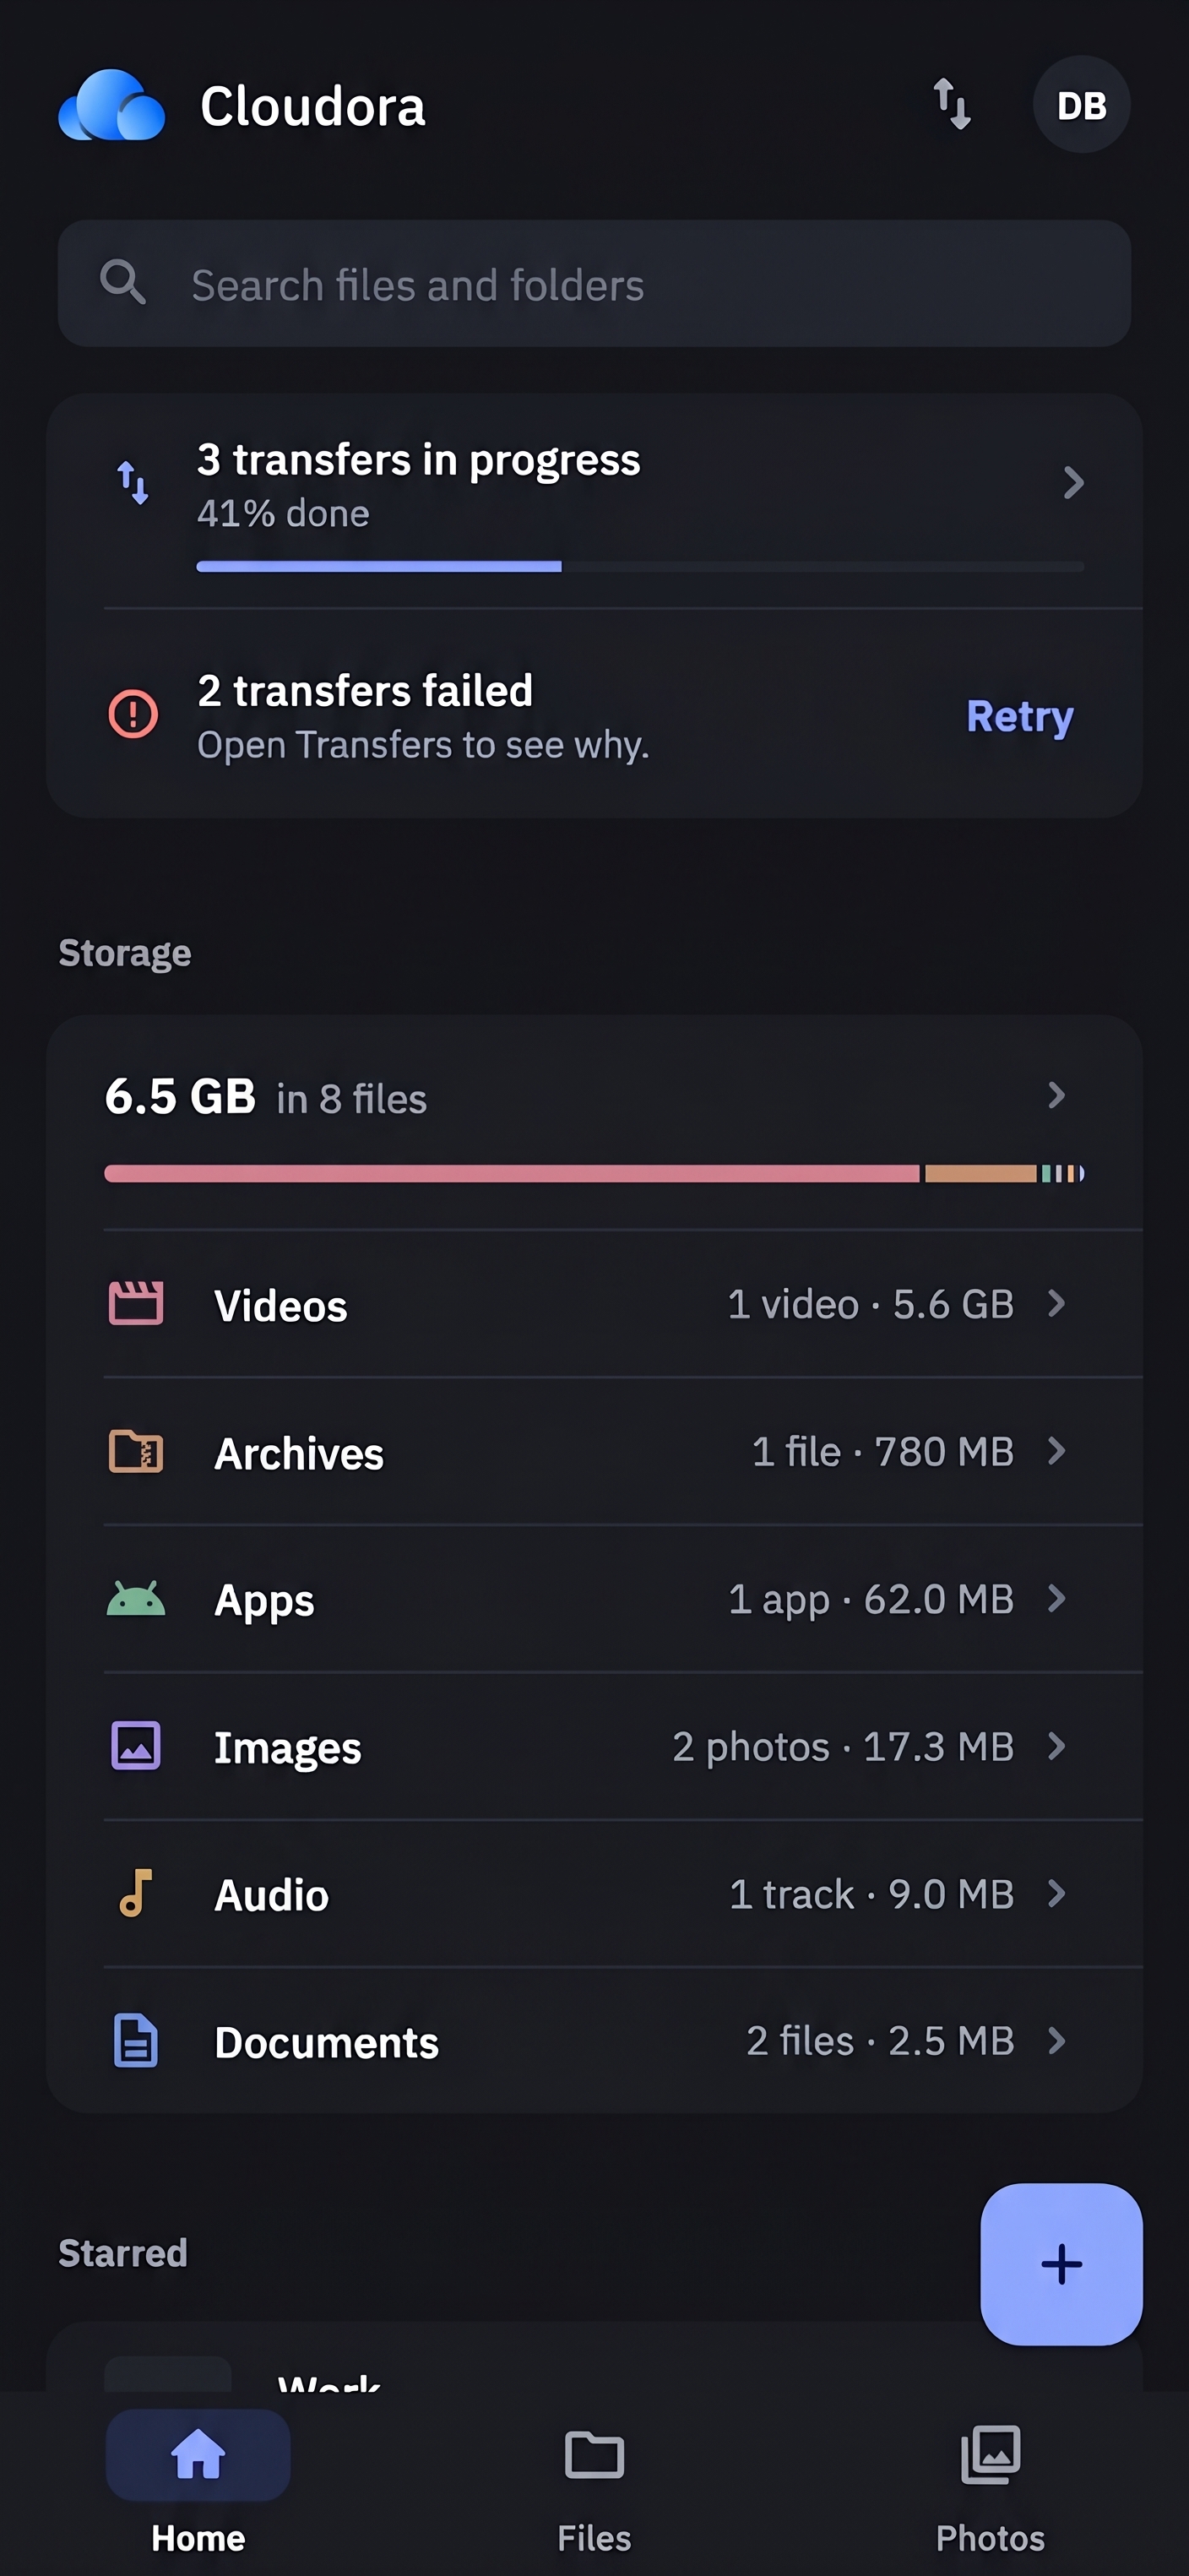 Cloudora
DB
Search files and folders
3 transfers in progress
41% done
2 transfers failed
Open Transfers to see why.
Retry
Storage
6.5 GB in 8 files
Videos 1 video · 5.6 GB
Archives 1 file · 780 MB
Apps 1 app · 62.0 MB
Images 2 photos · 17.3 MB
Audio 1 track · 9.0 MB
Documents 2 files · 2.5 MB
Starred
Work
Home Files Photos